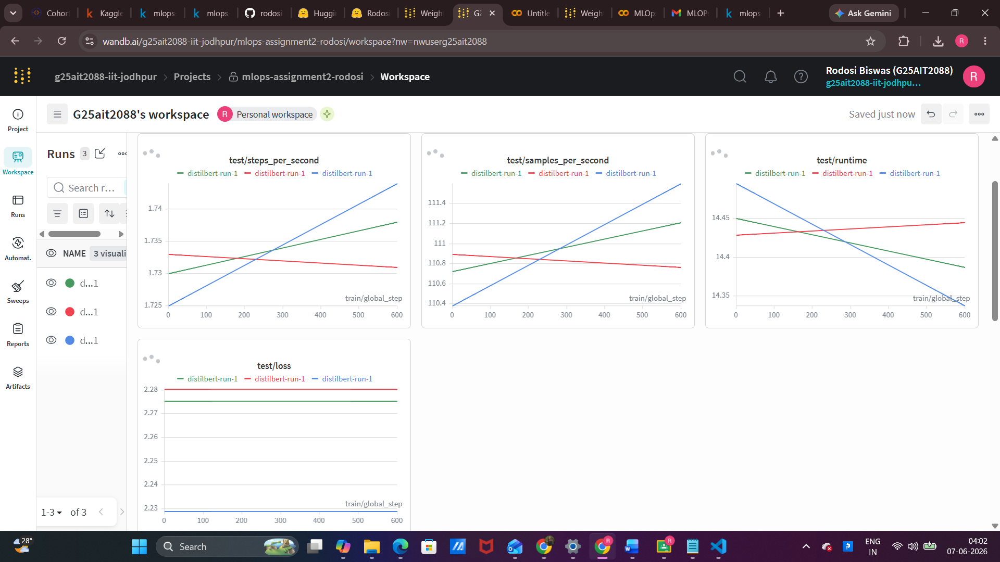 Cohort
Kaggle
mlops-
mlops-
rodosi
Huggin
Rodosi
Weight
G2
Untitle
Weight
MLOp
MLOP
mlops
Ask Gemini
wandb.ai/g25ait2088-iit-jodhpur/mlops-assignment2-rodosi/workspace?nw=nwuserg25ait2088
R
g25ait2088-iit-jodhpur > Projects > mlops-assignment2-rodosi > Workspace
Rodosi Biswas (G25AIT2088)
g25ait2088-iit-jodhpu...
R
G25ait2088's workspace
R Personal workspace
Saved just now
Project
Workspace
Runs
Automat.
Sweeps
Reports
Artifacts
Runs 3
Search r...
NAME 3 visuali
d...1
d...1
d...1
1-3 of 3
test/steps_per_second
distilbert-run-1 distilbert-run-1 distilbert-run-1
1.74
1.735
1.73
1.725
train/global_step
0 100 200 300 400 500 600
test/samples_per_second
distilbert-run-1 distilbert-run-1 distilbert-run-1
111.4
111.2
111
110.8
110.6
110.4
train/global_step
0 100 200 300 400 500 600
test/runtime
distilbert-run-1 distilbert-run-1 distilbert-run-1
14.45
14.4
14.35
train/global_step
0 100 200 300 400 500 600
test/loss
distilbert-run-1 distilbert-run-1 distilbert-run-1
2.28
2.27
2.26
2.25
2.24
2.23
train/global_step
0 100 200 300 400 500 600
28°
Search
ENG
IN
04:02
07-06-2026